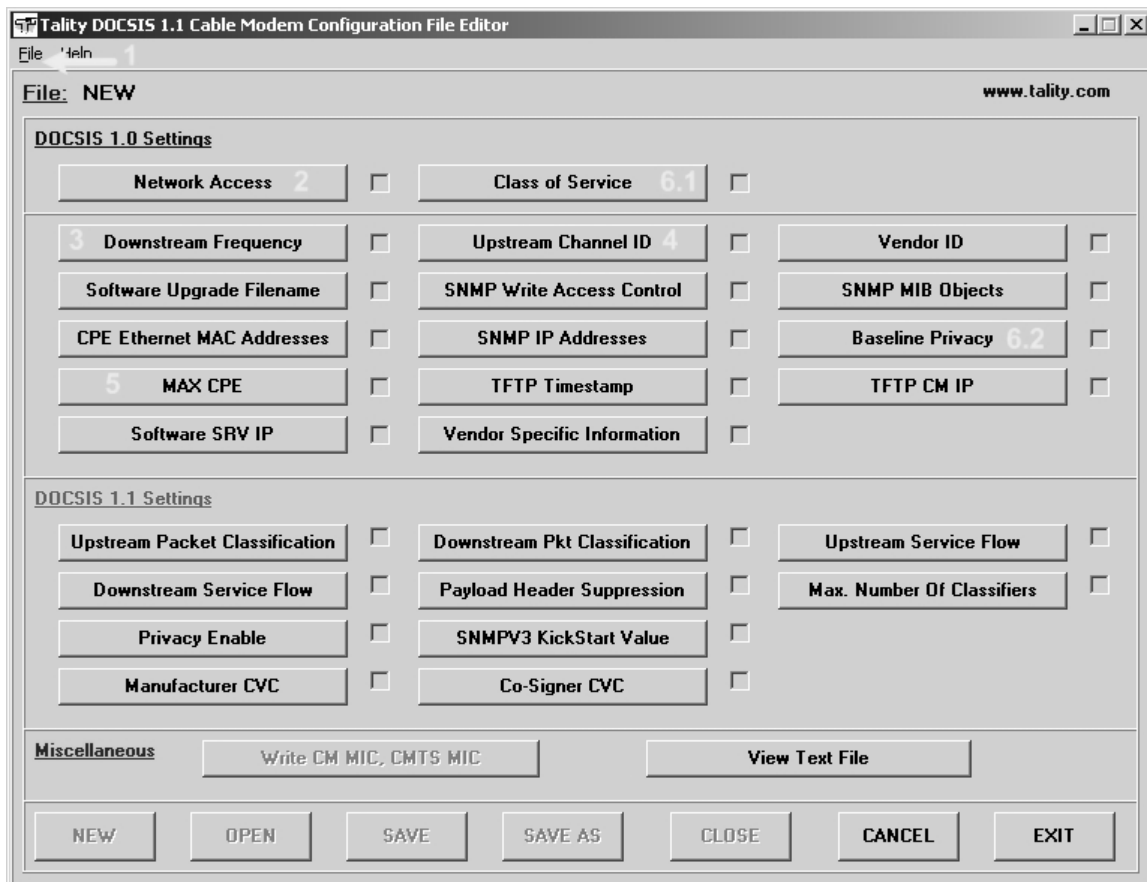 Tality DOCSIS 1.1 Cable Modem Configuration File Editor
File Help 1
File: NEW www.tality.com
DOCSIS 1.0 Settings
Network Access 2 Class of Service 6.1
3 Downstream Frequency Upstream Channel ID 4 Vendor ID
Software Upgrade Filename SNMP Write Access Control SNMP MIB Objects
CPE Ethernet MAC Addresses SNMP IP Addresses Baseline Privacy 6.2
5 MAX CPE TFTP Timestamp TFTP CM IP
Software SRV IP Vendor Specific Information
DOCSIS 1.1 Settings
Upstream Packet Classification Downstream Pkt Classification Upstream Service Flow
Downstream Service Flow Payload Header Suppression Max. Number Of Classifiers
Privacy Enable SNMPV3 KickStart Value
Manufacturer CVC Co-Signer CVC
Miscellaneous Write CM MIC, CMTS MIC View Text File
NEW OPEN SAVE SAVE AS CLOSE CANCEL EXIT